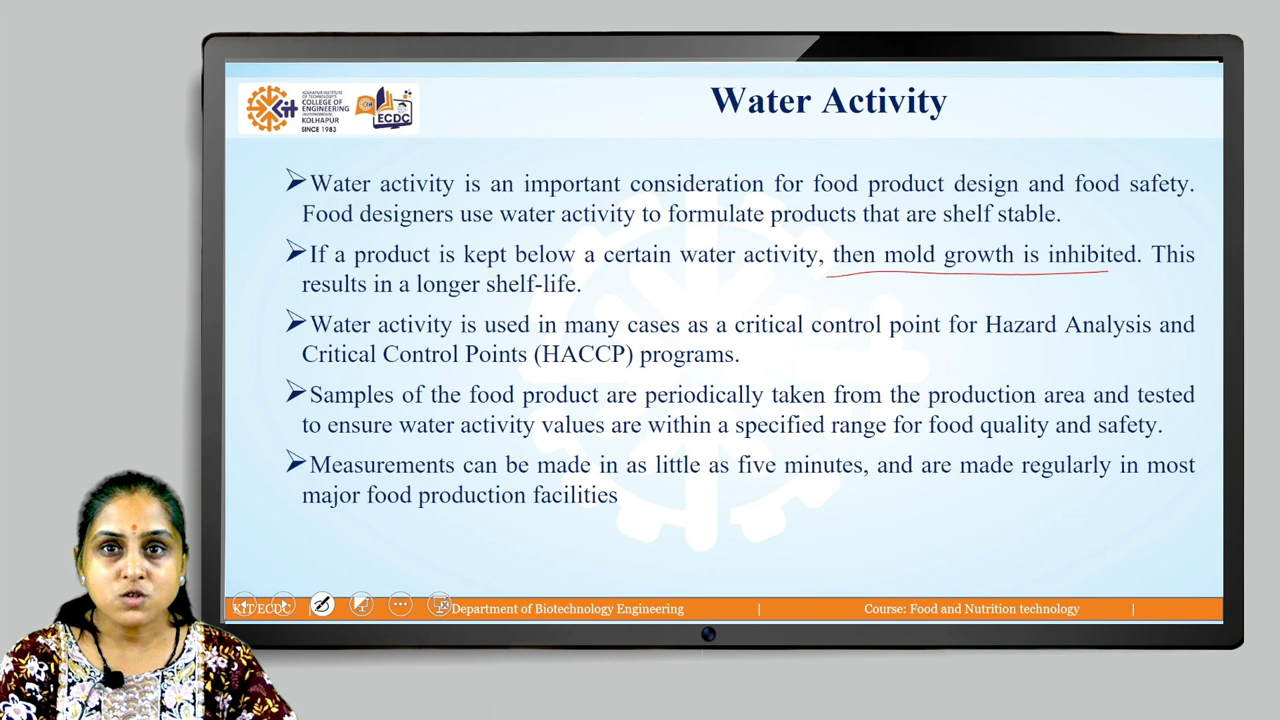 KOLHAPUR INSTITUTE
OF TECHNOLOGY'S
COLLEGE OF
ENGINEERING
(AUTONOMOUS),
KOLHAPUR
SINCE 1983
ECDC
Water Activity
Water activity is an important consideration for food product design and food safety.
Food designers use water activity to formulate products that are shelf stable.
If a product is kept below a certain water activity, then mold growth is inhibited. This
results in a longer shelf-life.
Water activity is used in many cases as a critical control point for Hazard Analysis and
Critical Control Points (HACCP) programs.
Samples of the food product are periodically taken from the production area and tested
to ensure water activity values are within a specified range for food quality and safety.
Measurements can be made in as little as five minutes, and are made regularly in most
major food production facilities
KIT ECDC | Department of Biotechnology Engineering | Course: Food and Nutrition technology |